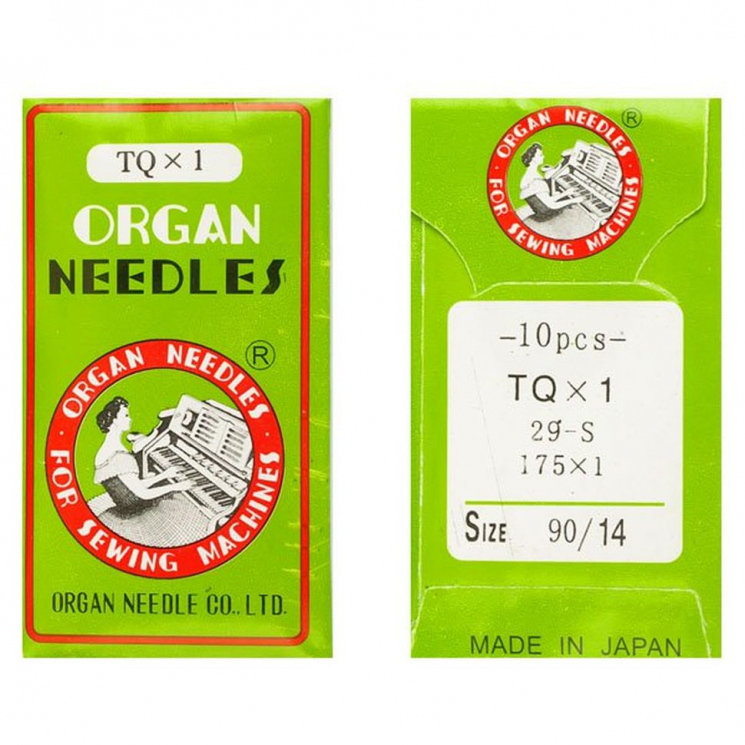 TQ×1
ORGAN
NEEDLES
ORGAN NEEDLES ®
FOR SEWING MACHINES
ORGAN NEEDLE CO.. LTD.
ORGAN NEEDLES ®
FOR SEWING MACHINES
-10pcs-
TQ×1
29-S
175×1
SIZE 90/14
MADE IN JAPAN